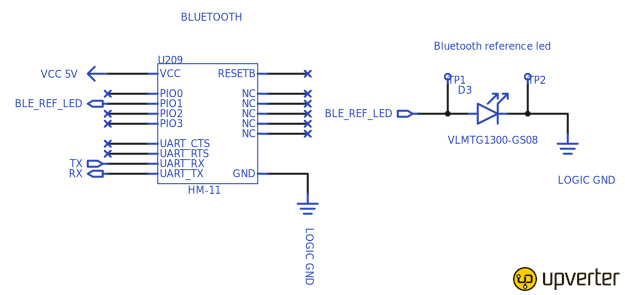 BLUETOOTH
Bluetooth reference led
U209
VCC 5V
VCC
RESETB
PIO0
NC
BLE_REF_LED
PIO1
NC
PIO2
NC
PIO3
NC
NC
UART_CTS
UART_RTS
TX
UART_RX
RX
UART_TX
GND
HM-11
LOGIC GND
TP1
D3
TP2
BLE_REF_LED
VLMTG1300-GS08
LOGIC GND
upverter